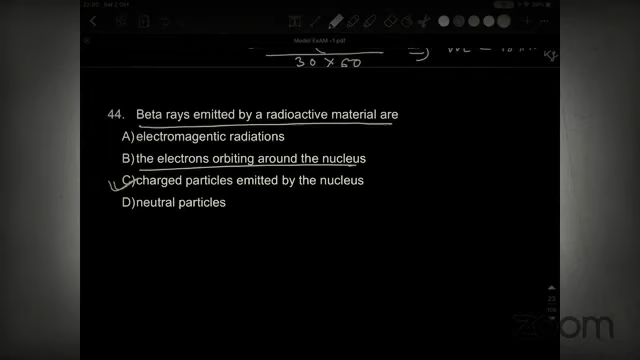 Model ExAM -1.pdf
30 × 60
44. Beta rays emitted by a radioactive material are
A) electromagentic radiations
B) the electrons orbiting around the nucleus
C) charged particles emitted by the nucleus
D) neutral particles
zoom